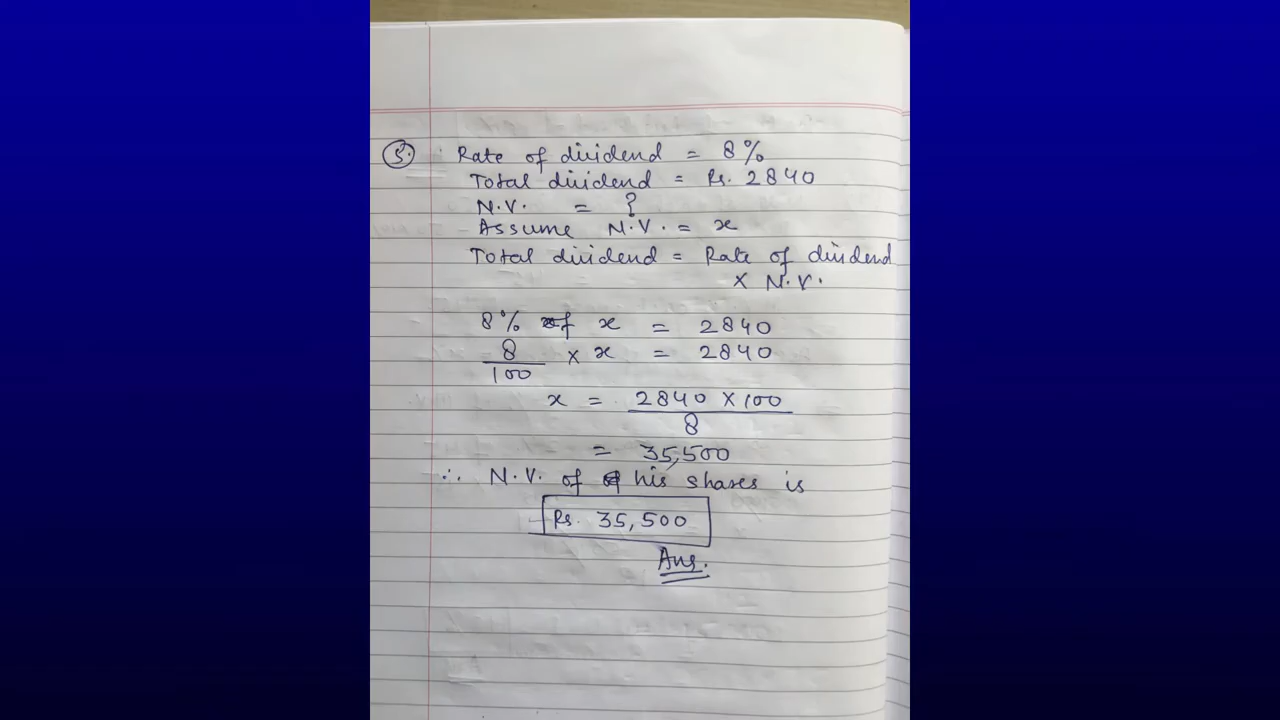 5. Rate of dividend = 8%
Total dividend = Rs. 2840
N.V. = ?
Assume N.V. = x
Total dividend = Rate of dividend
× N.V.
8% of x = 2840
8/100 × x = 2840
x = 2840 × 100 / 8
= 35,500
∴ N.V. of his shares is
Rs. 35,500
Ans.